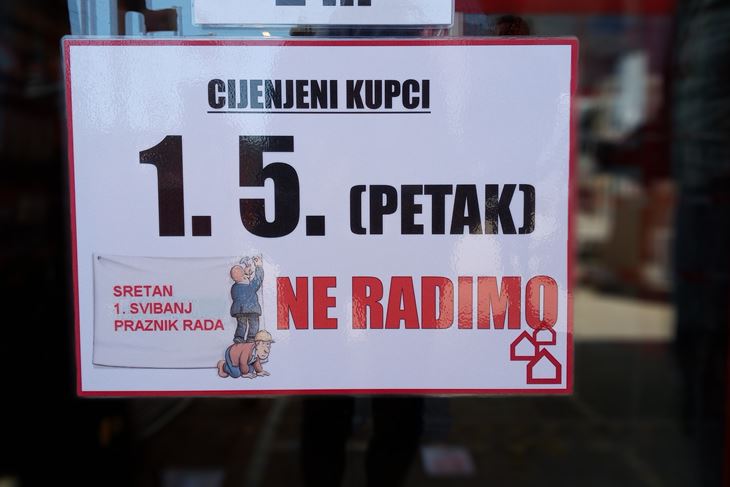 CIJENJENI KUPCI
1. 5. (PETAK)
SRETAN
1. SVIBANJ
PRAZNIK RADA
NE RADIMO